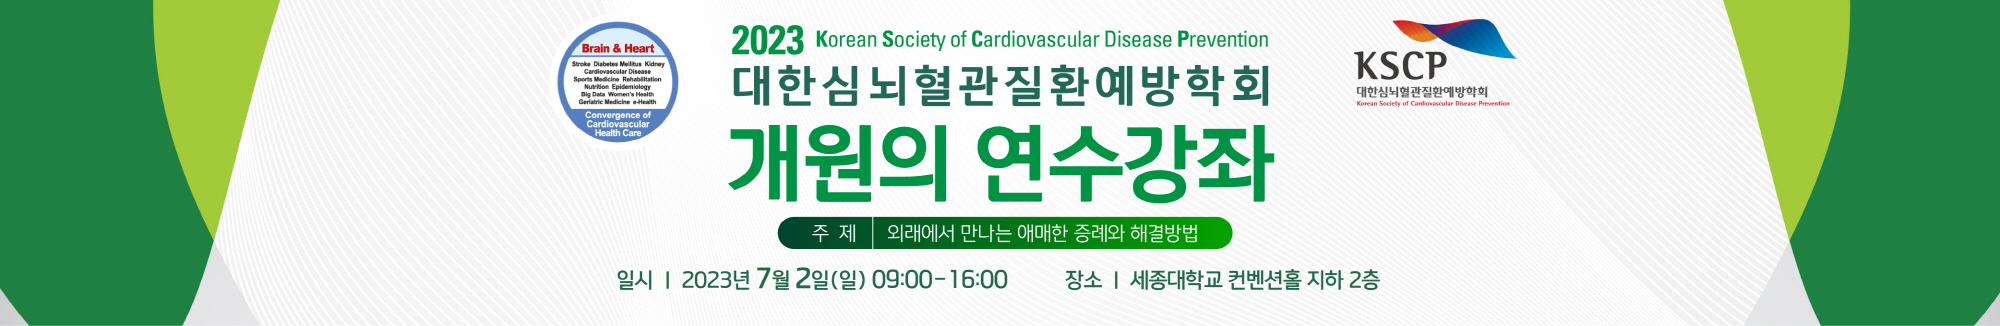 Brain & Heart
Stroke Diabetes Mellitus Kidney
Cardiovascular Disease
Sports Medicine Rehabilitation
Nutrition Epidemiology
Big Data Women's Health
Geriatric Medicine e-Health
Convergence of
Cardiovascular
Health Care
2023 Korean Society of Cardiovascular Disease Prevention
대한심뇌혈관질환예방학회
개원의 연수강좌
주 제 | 외래에서 만나는 애매한 증례와 해결방법
일시 | 2023년 7월 2일(일) 09:00-16:00 장소 | 세종대학교 컨벤션홀 지하 2층
KSCP
대한심뇌혈관질환예방학회
Korean Society of Cardiovascular Disease Prevention